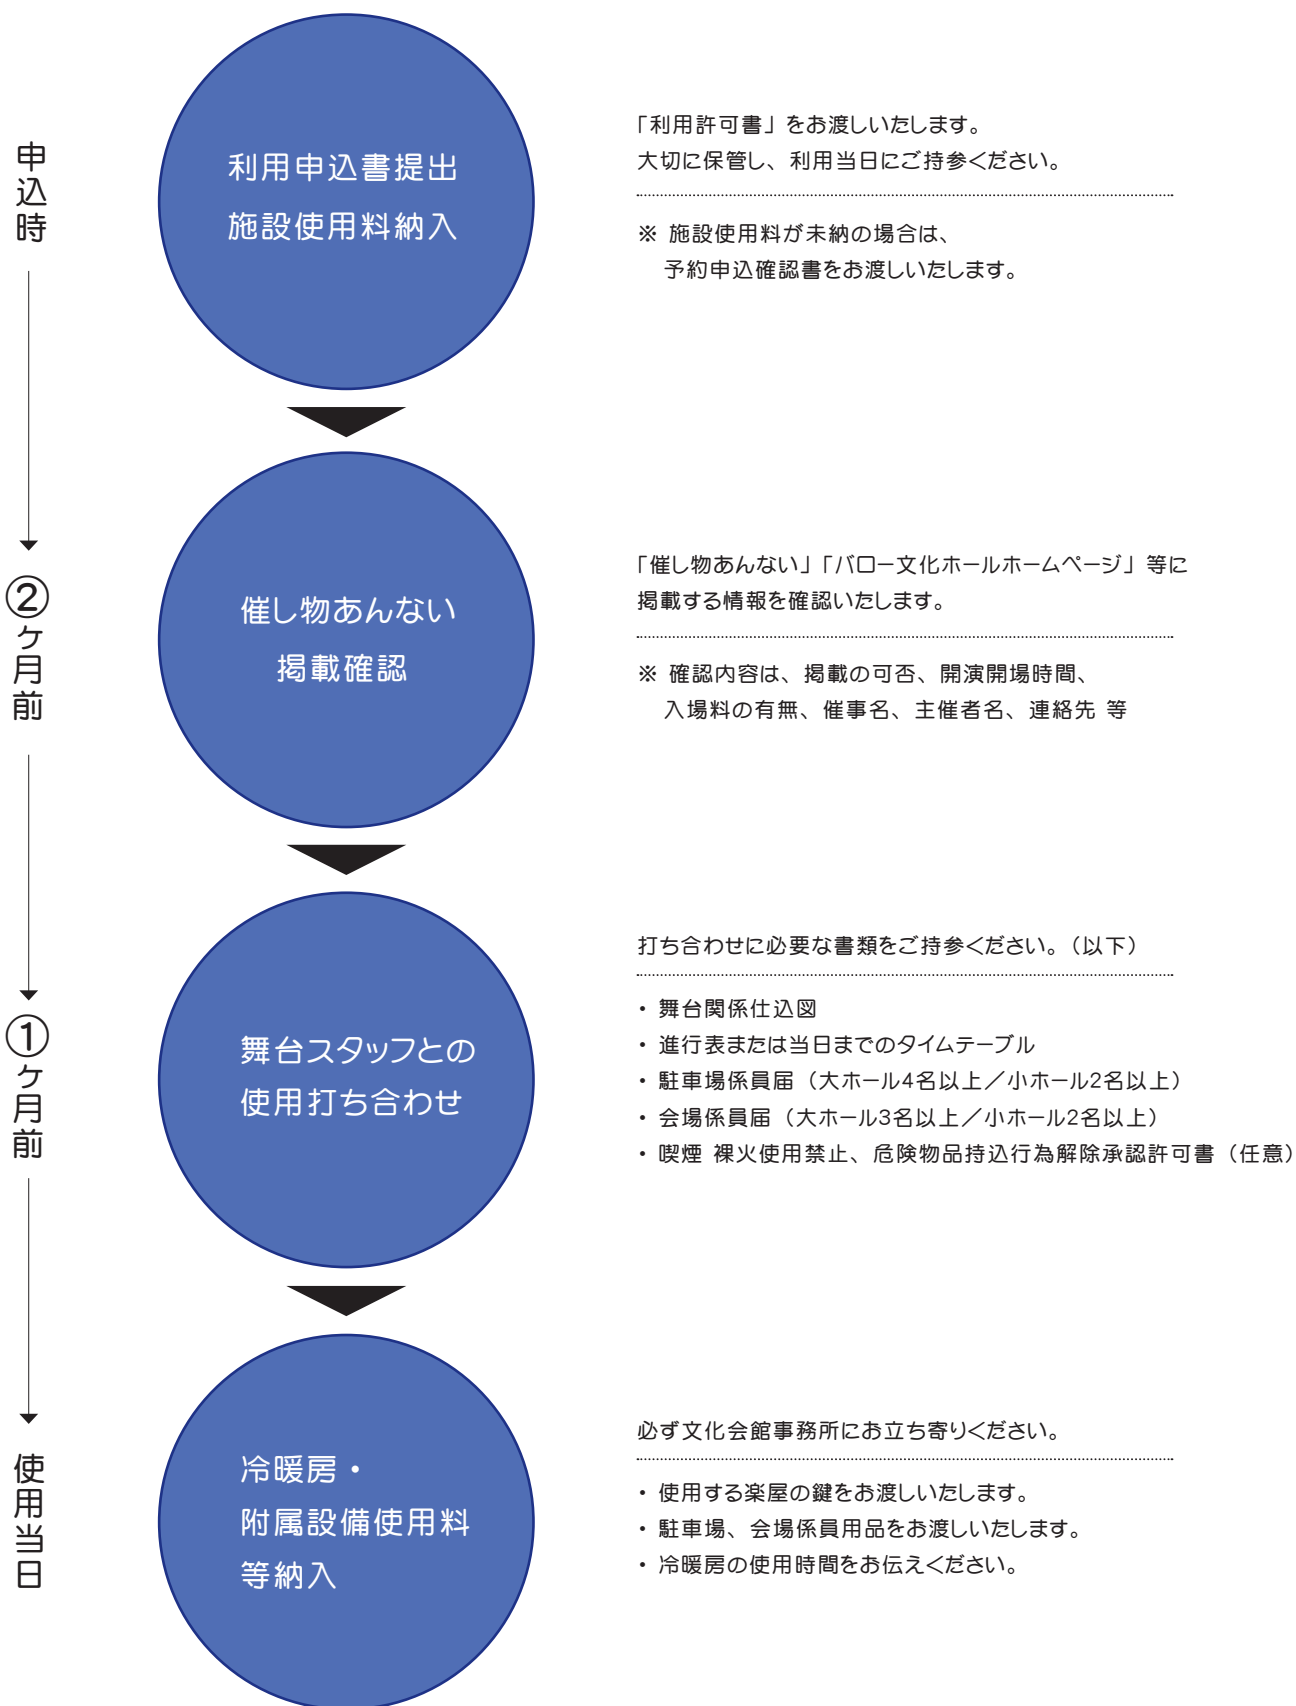 申込時
利用申込書提出
施設使用料納入
「利用許可書」をお渡しいたします。
大切に保管し、利用当日にご持参ください。
※ 施設使用料が未納の場合は、
予約申込確認書をお渡しいたします。
②ヶ月前
催し物あんない
掲載確認
「催し物あんない」「バロー文化ホールホームページ」等に
掲載する情報を確認いたします。
※ 確認内容は、掲載の可否、開演開場時間、
入場料の有無、催事名、主催者名、連絡先 等
①ヶ月前
舞台スタッフとの
使用打ち合わせ
打ち合わせに必要な書類をご持参ください。（以下）
・ 舞台関係仕込図
・ 進行表または当日までのタイムテーブル
・ 駐車場係員届（大ホール4名以上／小ホール2名以上）
・ 会場係員届（大ホール3名以上／小ホール2名以上）
・ 喫煙 裸火使用禁止、危険物品持込行為解除承認許可書（任意）
使用当日
冷暖房・
附属設備使用料
等納入
必ず文化会館事務所にお立ち寄りください。
・ 使用する楽屋の鍵をお渡しいたします。
・ 駐車場、会場係員用品をお渡しいたします。
・ 冷暖房の使用時間をお伝えください。